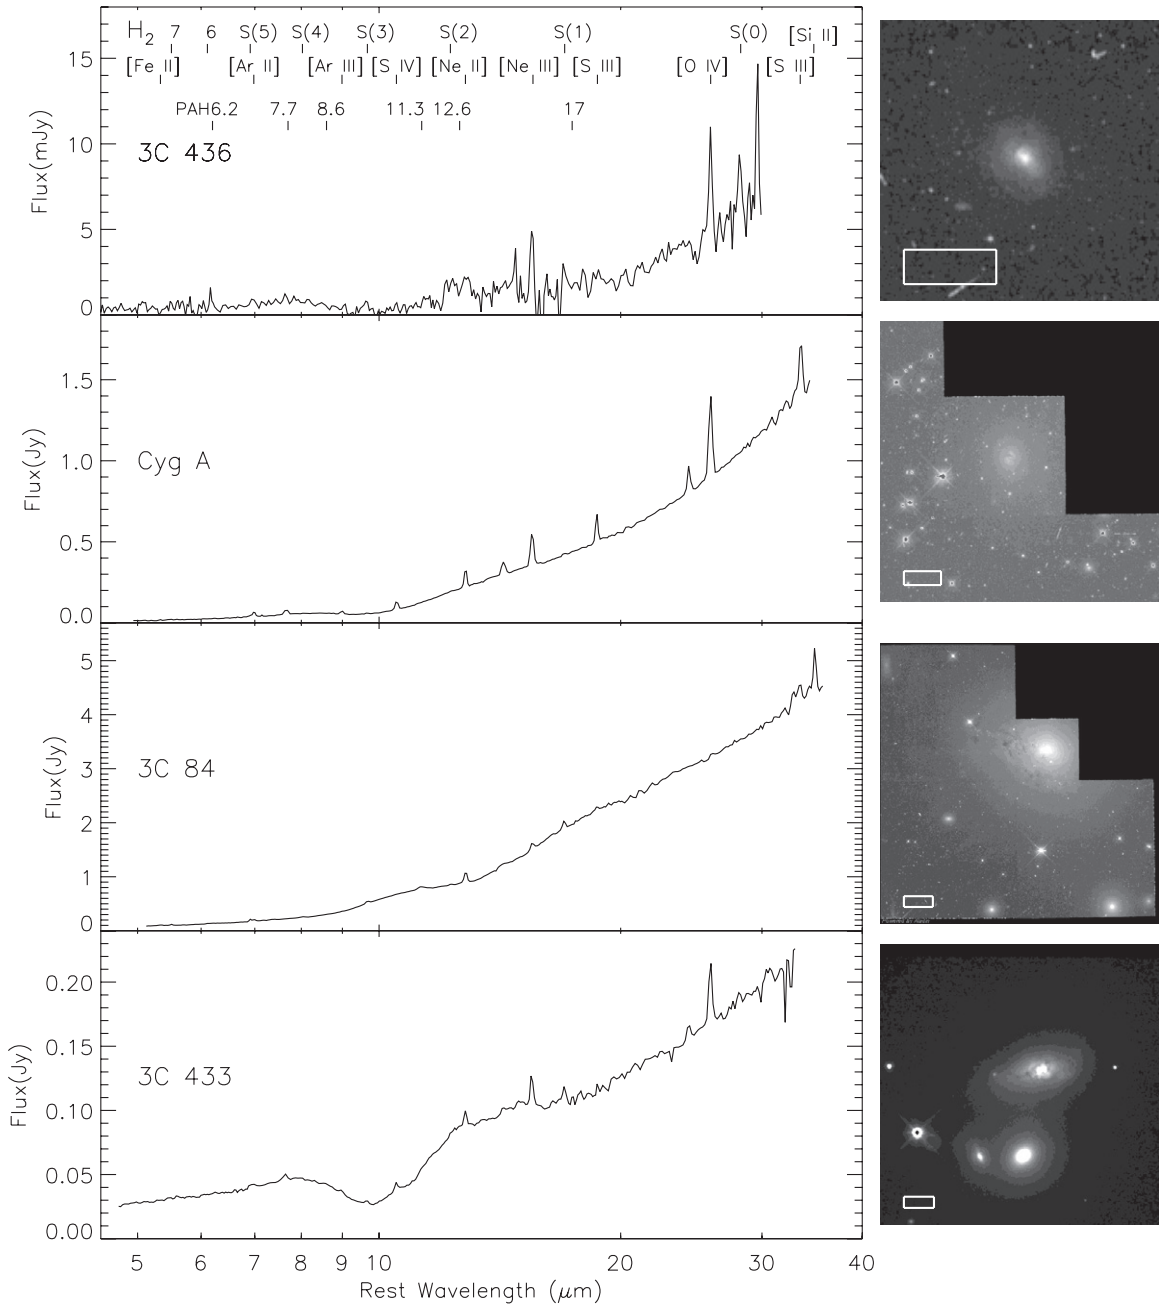 H2 7 6 S(5) S(4) S(3) S(2) S(1) S(0) [Si II]
[Fe II] [Ar II] [Ar III] [S IV] [Ne II] [Ne III] [S III] [O IV] [S III]
PAH6.2 7.7 8.6 11.3 12.6 17
3C 436
Flux(mJy)
15
10
5
0
Cyg A
Flux(Jy)
1.5
1.0
0.5
0.0
3C 84
Flux(Jy)
5
4
3
2
1
0
3C 433
Flux(Jy)
0.20
0.15
0.10
0.05
0.00
5 6 7 8 9 10 20 30 40
Rest Wavelength (μm)